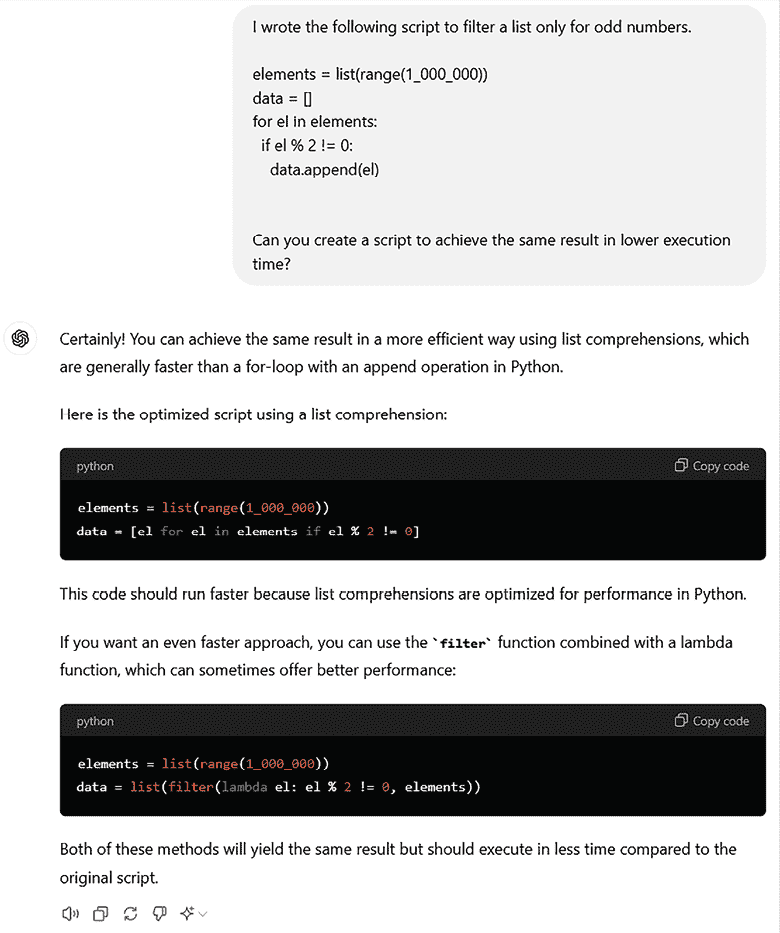 I wrote the following script to filter a list only for odd numbers.
elements = list(range(1_000_000))
data = []
for el in elements:
  if el % 2 != 0:
    data.append(el)
Can you create a script to achieve the same result in lower execution
time?
Certainly! You can achieve the same result in a more efficient way using list comprehensions, which
are generally faster than a for-loop with an append operation in Python.
Here is the optimized script using a list comprehension:
python
Copy code
elements = list(range(1_000_000))
data = [el for el in elements if el % 2 != 0]
This code should run faster because list comprehensions are optimized for performance in Python.
If you want an even faster approach, you can use the `filter` function combined with a lambda
function, which can sometimes offer better performance:
python
Copy code
elements = list(range(1_000_000))
data = list(filter(lambda el: el % 2 != 0, elements))
Both of these methods will yield the same result but should execute in less time compared to the
original script.